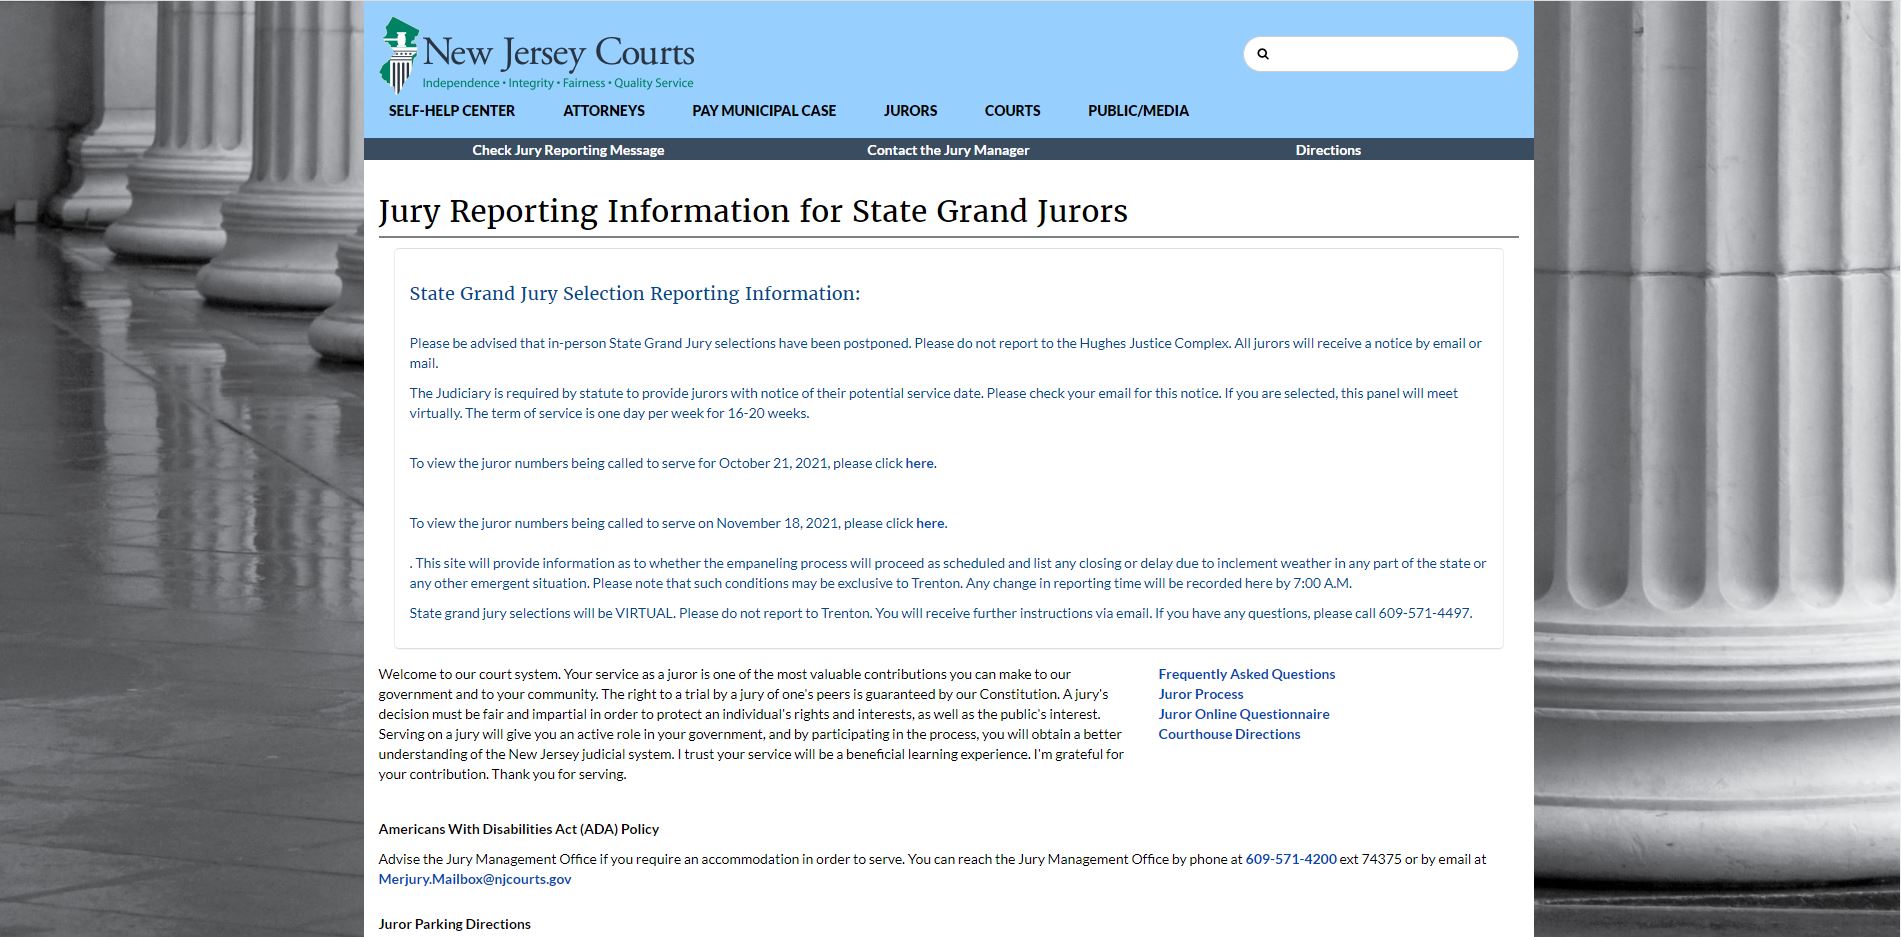 New Jersey Courts
Independence • Integrity • Fairness • Quality Service
SELF-HELP CENTER ATTORNEYS PAY MUNICIPAL CASE JURORS COURTS PUBLIC/MEDIA
Check Jury Reporting Message Contact the Jury Manager Directions
Jury Reporting Information for State Grand Jurors
State Grand Jury Selection Reporting Information:
Please be advised that in-person State Grand Jury selections have been postponed. Please do not report to the Hughes Justice Complex. All jurors will receive a notice by email or
mail.
The Judiciary is required by statute to provide jurors with notice of their potential service date. Please check your email for this notice. If you are selected, this panel will meet
virtually. The term of service is one day per week for 16-20 weeks.
To view the juror numbers being called to serve for October 21, 2021, please click here.
To view the juror numbers being called to serve on November 18, 2021, please click here.
. This site will provide information as to whether the empaneling process will proceed as scheduled and list any closing or delay due to inclement weather in any part of the state or
any other emergent situation. Please note that such conditions may be exclusive to Trenton. Any change in reporting time will be recorded here by 7:00 A.M.
State grand jury selections will be VIRTUAL. Please do not report to Trenton. You will receive further instructions via email. If you have any questions, please call 609-571-4497.
Welcome to our court system. Your service as a juror is one of the most valuable contributions you can make to our
government and to your community. The right to a trial by a jury of one's peers is guaranteed by our Constitution. A jury's
decision must be fair and impartial in order to protect an individual's rights and interests, as well as the public's interest.
Serving on a jury will give you an active role in your government, and by participating in the process, you will obtain a better
understanding of the New Jersey judicial system. I trust your service will be a beneficial learning experience. I'm grateful for
your contribution. Thank you for serving.
Frequently Asked Questions
Juror Process
Juror Online Questionnaire
Courthouse Directions
Americans With Disabilities Act (ADA) Policy
Advise the Jury Management Office if you require an accommodation in order to serve. You can reach the Jury Management Office by phone at 609-571-4200 ext 74375 or by email at
Merjury.Mailbox@njcourts.gov
Juror Parking Directions